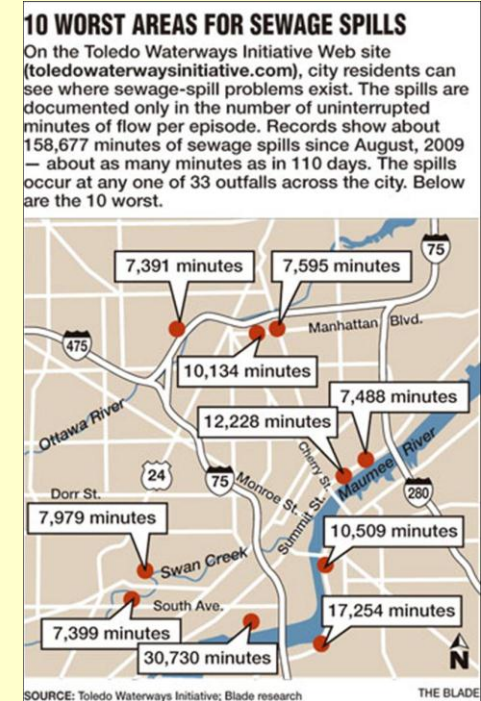 10 WORST AREAS FOR SEWAGE SPILLS
On the Toledo Waterways Initiative Web site
(toledowaterwaysinitiative.com), city residents can
see where sewage-spill problems exist. The spills are
documented only in the number of uninterrupted
minutes of flow per episode. Records show about
158,677 minutes of sewage spills since August, 2009
— about as many minutes as in 110 days. The spills
occur at any one of 33 outfalls across the city. Below
are the 10 worst.
75
7,391 minutes
7,595 minutes
Manhattan Blvd.
475
10,134 minutes
7,488 minutes
12,228 minutes
Ottawa River
Cherry St.
Maumee River
24
75
Monroe St.
Summit St.
280
Dorr St.
7,979 minutes
10,509 minutes
Swan Creek
South Ave.
17,254 minutes
7,399 minutes
30,730 minutes
N
SOURCE: Toledo Waterways Initiative; Blade research
THE BLADE